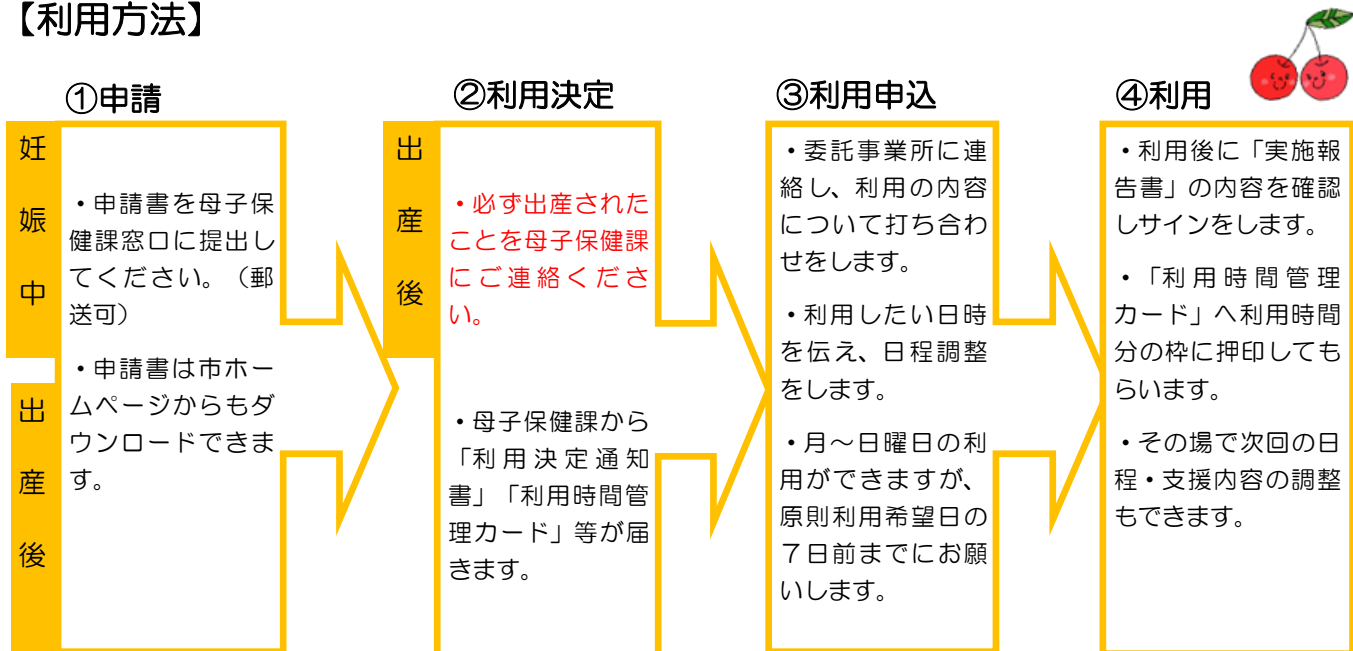 【利用方法】
①申請
妊娠中
出産後
・申請書を母子保
健課窓口に提出し
てください。（郵
送可）
・申請書は市ホー
ムページからもダ
ウンロードできま
す。
②利用決定
出産後
・必ず出産された
ことを母子保健課
にご連絡くださ
い。
・母子保健課から
「利用決定通知
書」「利用時間管
理カード」等が届
きます。
③利用申込
・委託事業所に連
絡し、利用の内容
について打ち合わ
せをします。
・利用したい日時
を伝え、日程調整
をします。
・月～日曜日の利
用ができますが、
原則利用希望日の
７日前までにお願
いします。
④利用
・利用後に「実施報
告書」の内容を確認
しサインをします。
・「利用時間管理
カード」へ利用時間
分の枠に押印しても
らいます。
・その場で次回の日
程・支援内容の調整
もできます。